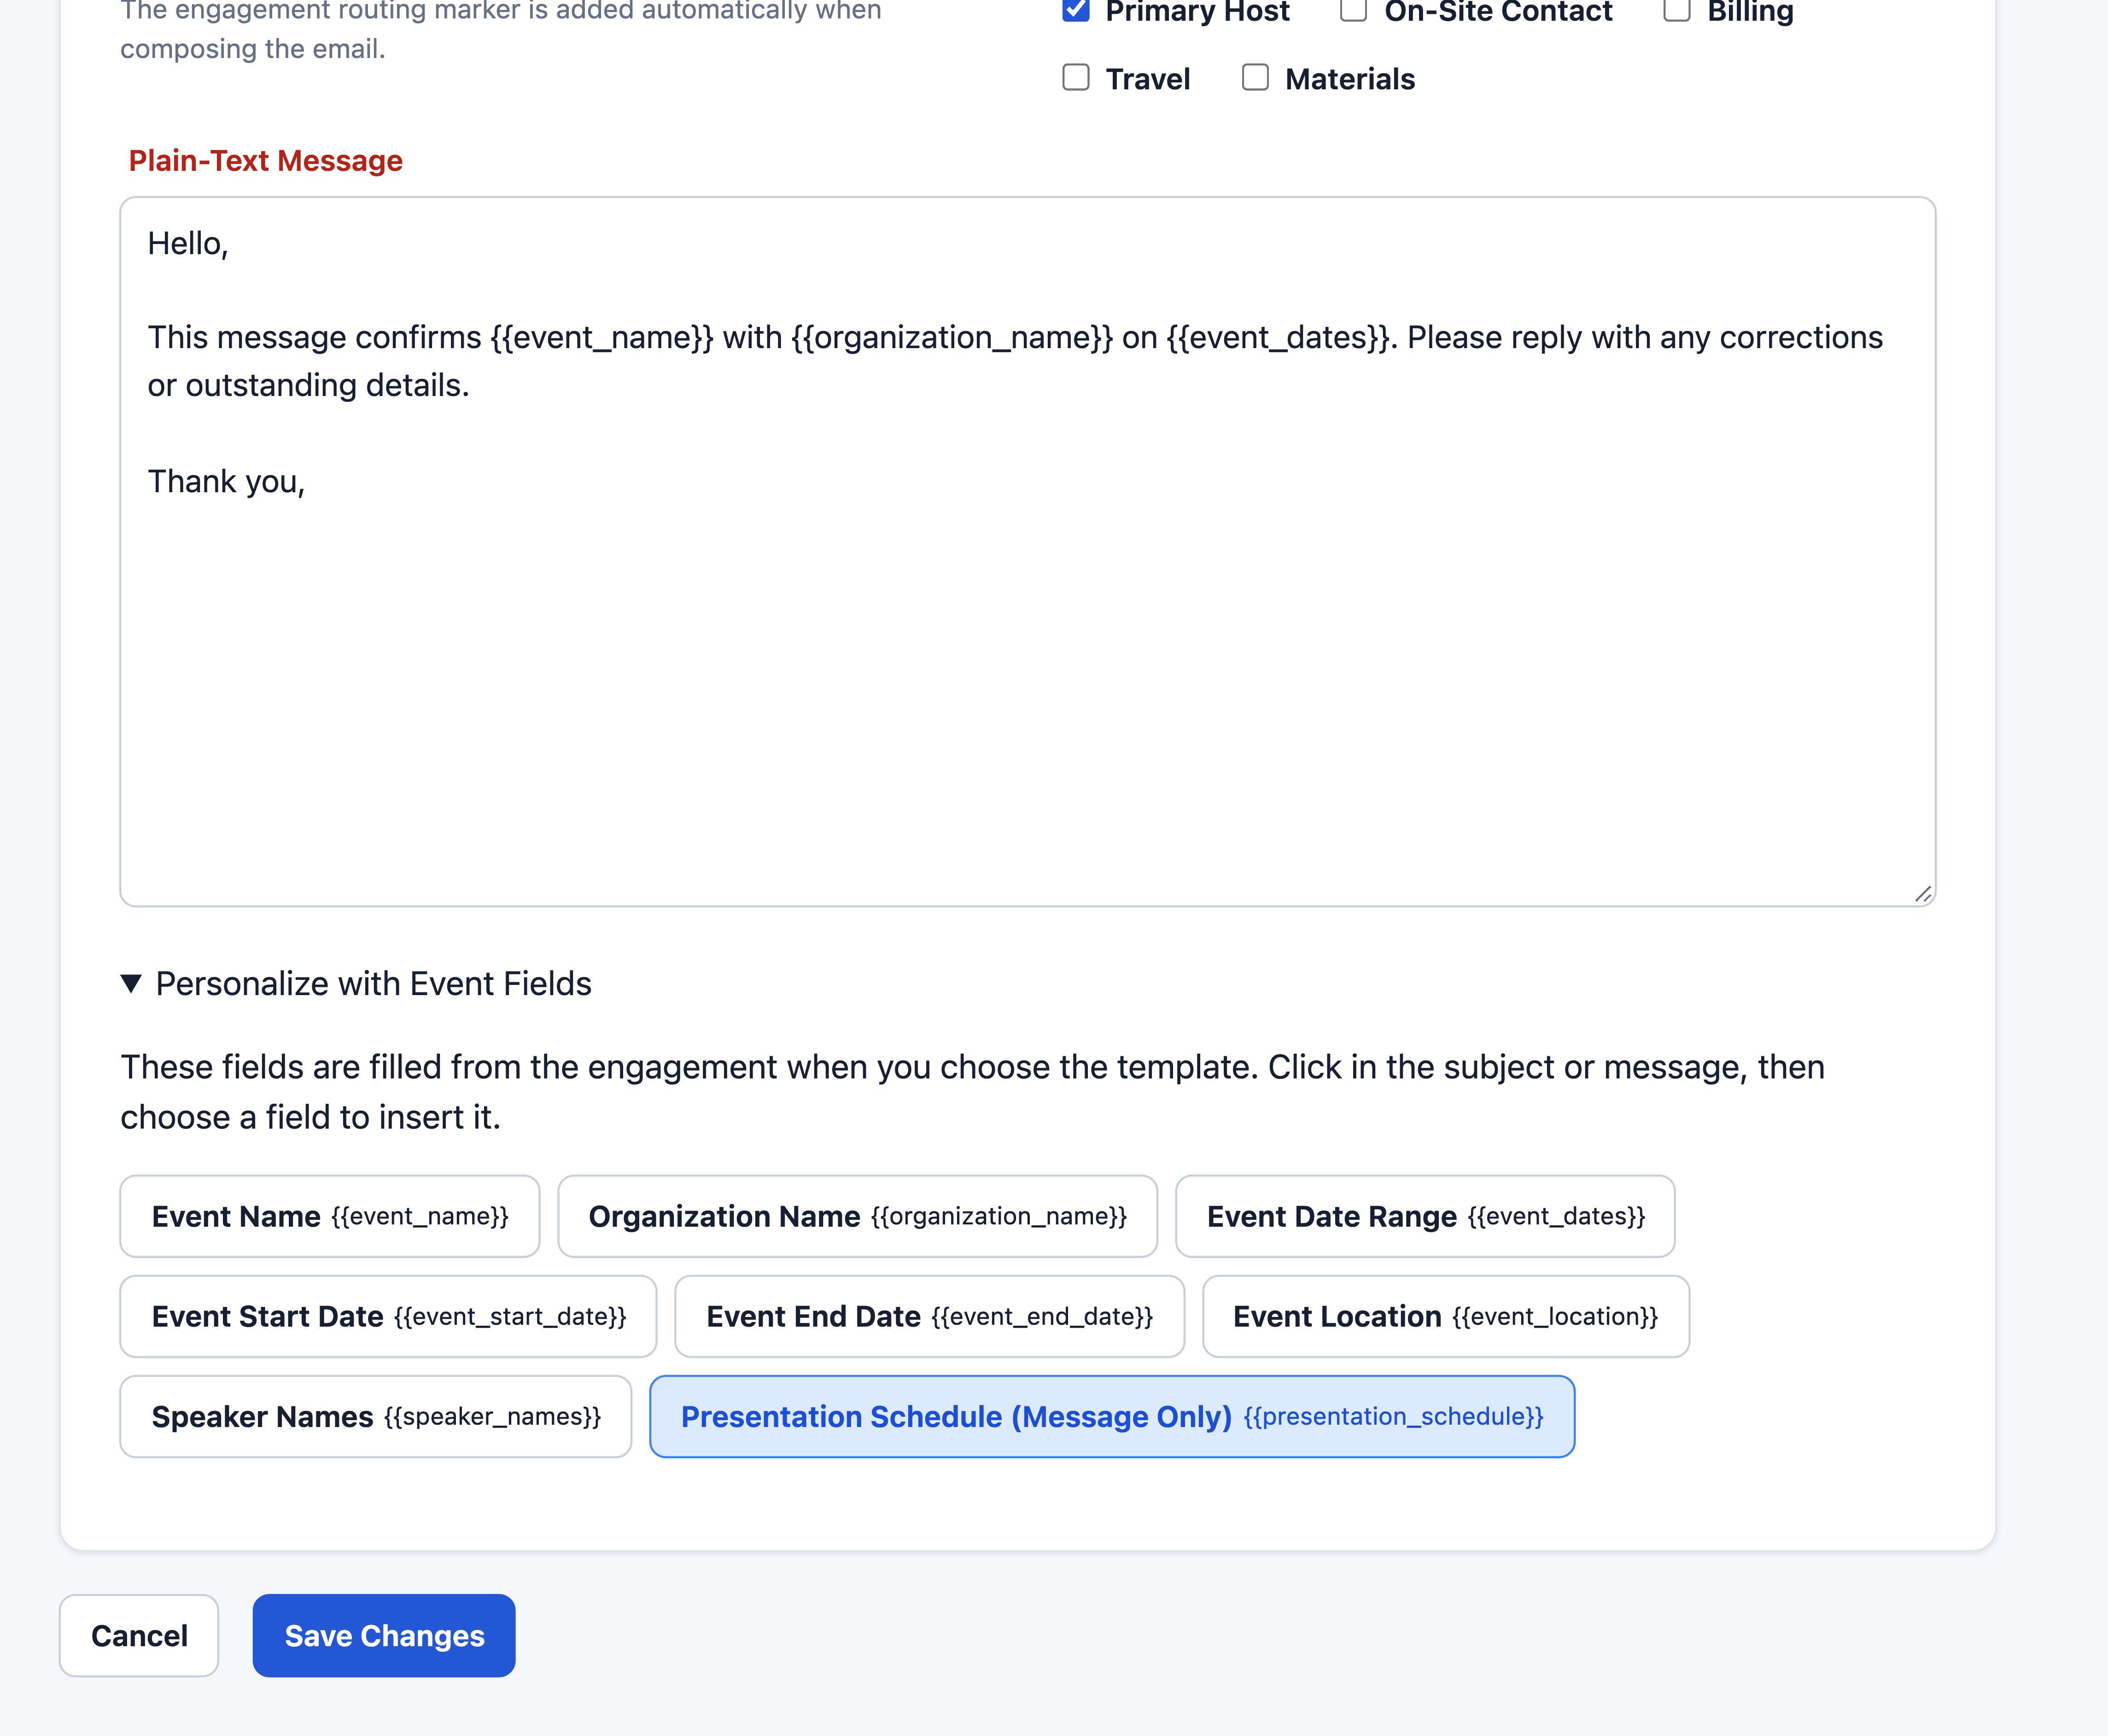 The engagement routing marker is added automatically when
composing the email.
Primary Host On-Site Contact Billing
Travel Materials
Plain-Text Message
Hello,
This message confirms {{event_name}} with {{organization_name}} on {{event_dates}}. Please reply with any corrections
or outstanding details.
Thank you,
Personalize with Event Fields
These fields are filled from the engagement when you choose the template. Click in the subject or message, then
choose a field to insert it.
Event Name {{event_name}} Organization Name {{organization_name}} Event Date Range {{event_dates}}
Event Start Date {{event_start_date}} Event End Date {{event_end_date}} Event Location {{event_location}}
Speaker Names {{speaker_names}} Presentation Schedule (Message Only) {{presentation_schedule}}
Cancel Save Changes